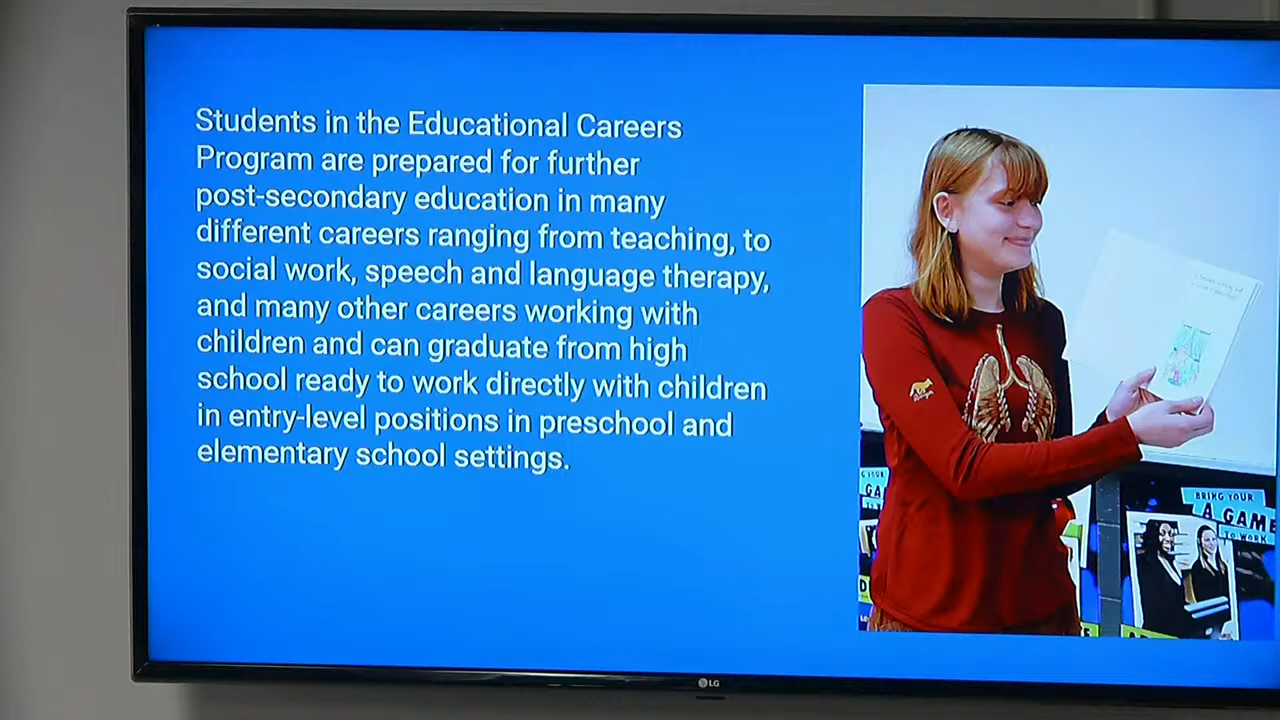 Students in the Educational Careers
Program are prepared for further
post-secondary education in many
different careers ranging from teaching, to
social work, speech and language therapy,
and many other careers working with
children and can graduate from high
school ready to work directly with children
in entry-level positions in preschool and
elementary school settings.
BRING YOUR
A GAME
TO WORK
LG